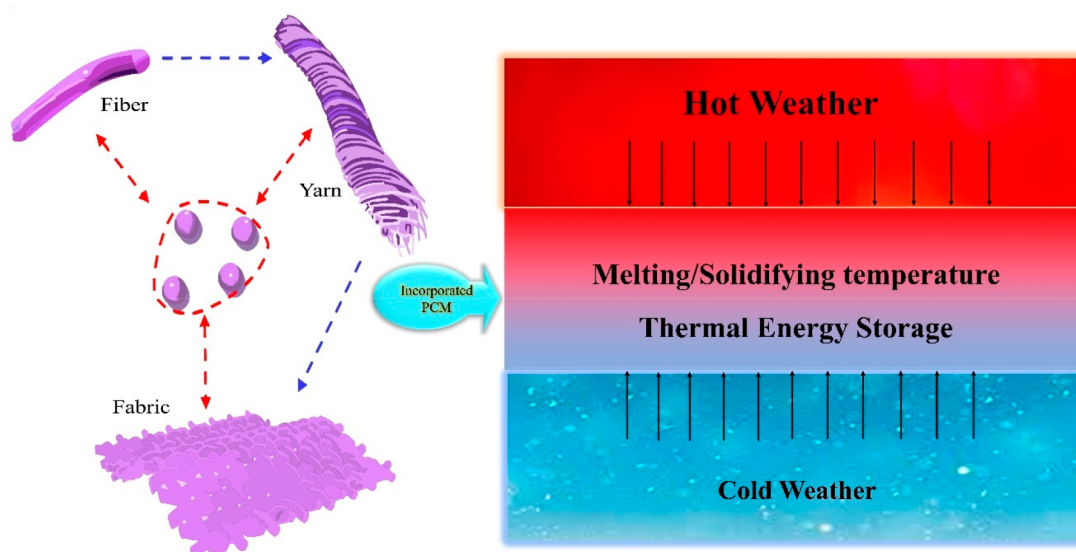 Fiber
Yarn
Fabric
Incorporated
PCM
Hot Weather
Melting/Solidifying temperature
Thermal Energy Storage
Cold Weather